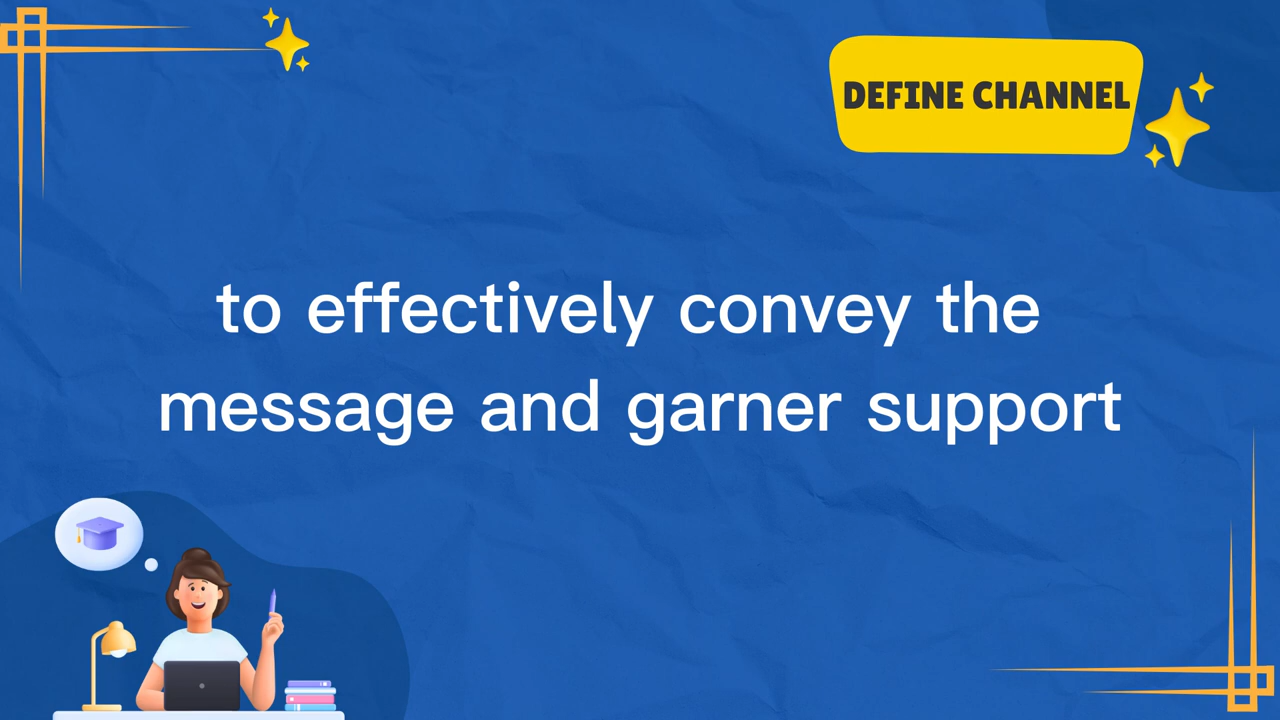 DEFINE CHANNEL
to effectively convey the
message and garner support